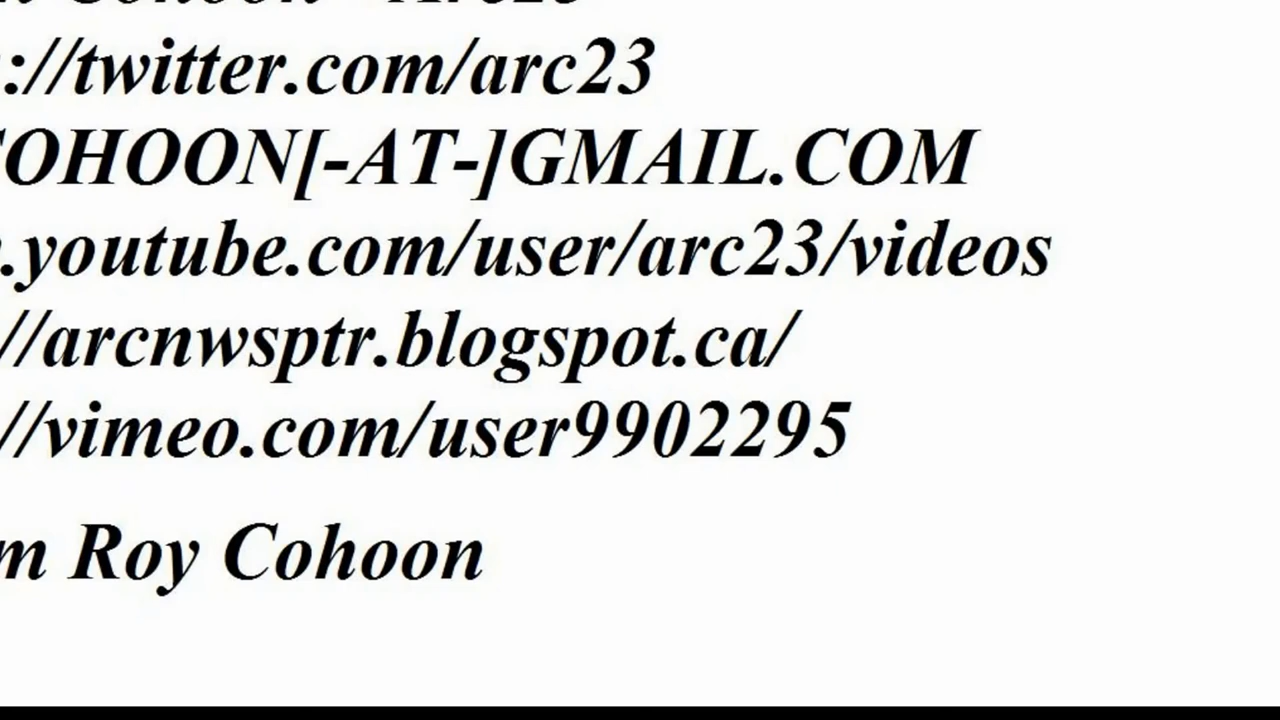 ://twitter.com/arc23
COHOON[-AT-]GMAIL.COM
.youtube.com/user/arc23/videos
//arcnwsptr.blogspot.ca/
//vimeo.com/user9902295
m Roy Cohoon